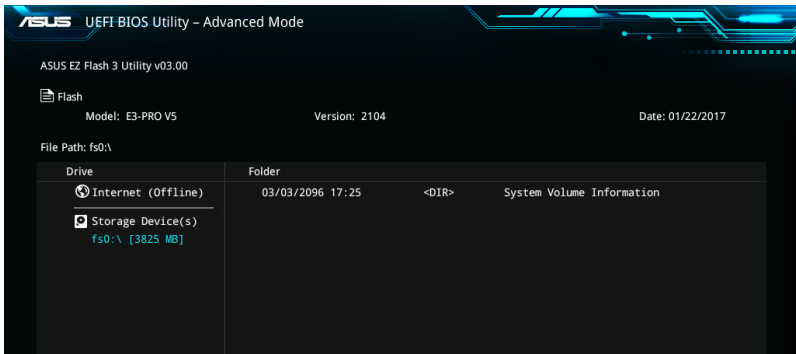 ASUS UEFI BIOS Utility – Advanced Mode
ASUS EZ Flash 3 Utility v03.00
Flash
Model: E3-PRO V5 Version: 2104 Date: 01/22/2017
File Path: fs0:\
Drive Folder
Internet (Offline) 03/03/2096 17:25 <DIR> System Volume Information
Storage Device(s)
fs0:\ [3825 MB]